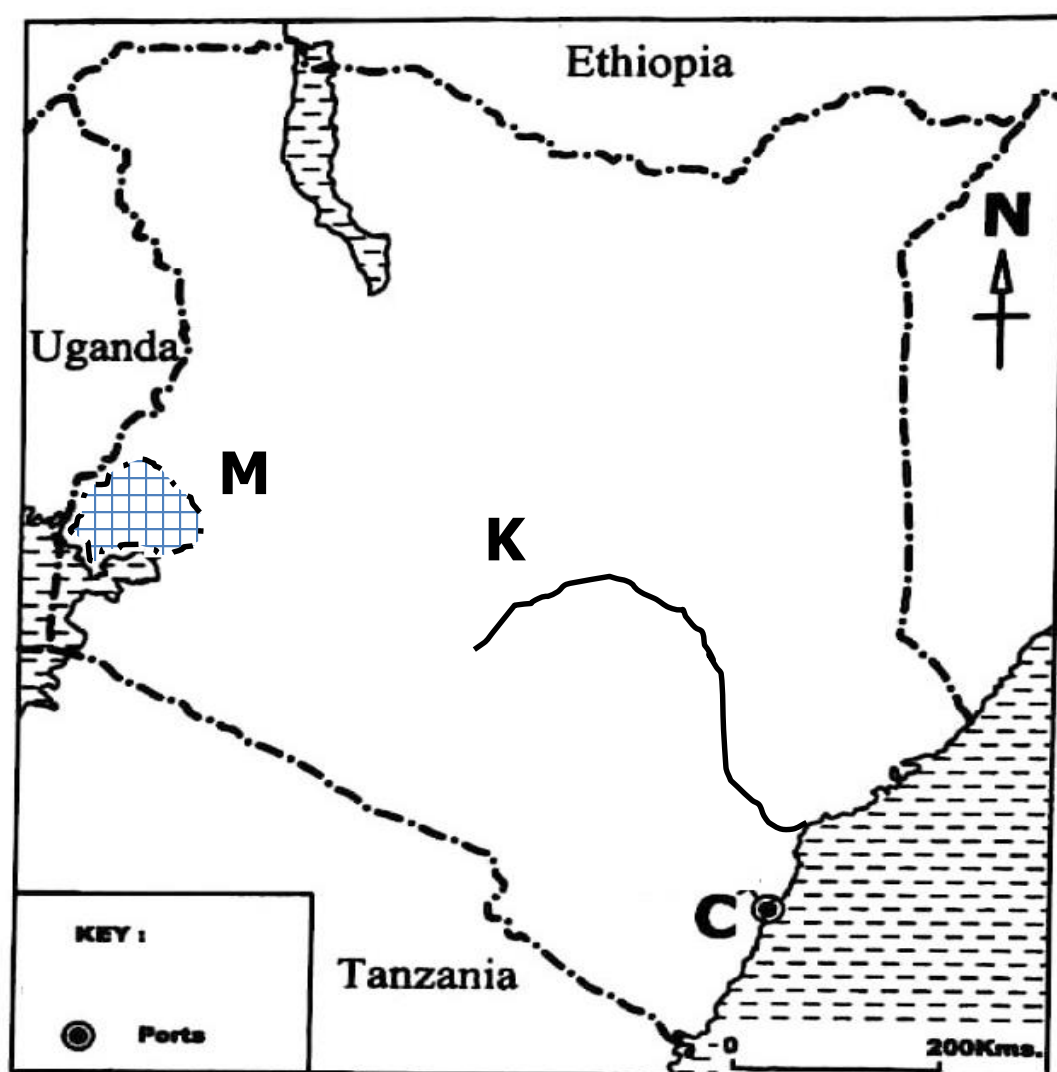 Ethiopia
N
Uganda
M
K
C
KEY :
Tanzania
Ports
0
200Kms.